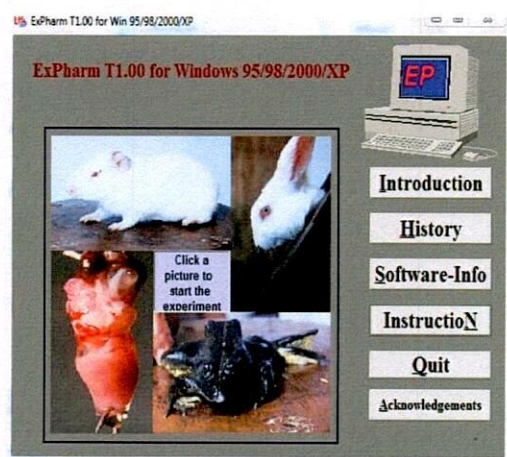 ExPharm T1.00 for Win 95/98/2000/XP
ExPharm T1.00 for Windows 95/98/2000/XP
EP
Introduction
History
Click a
picture to
start the
experiment
Software-Info
InstructioN
Quit
Acknowledgements